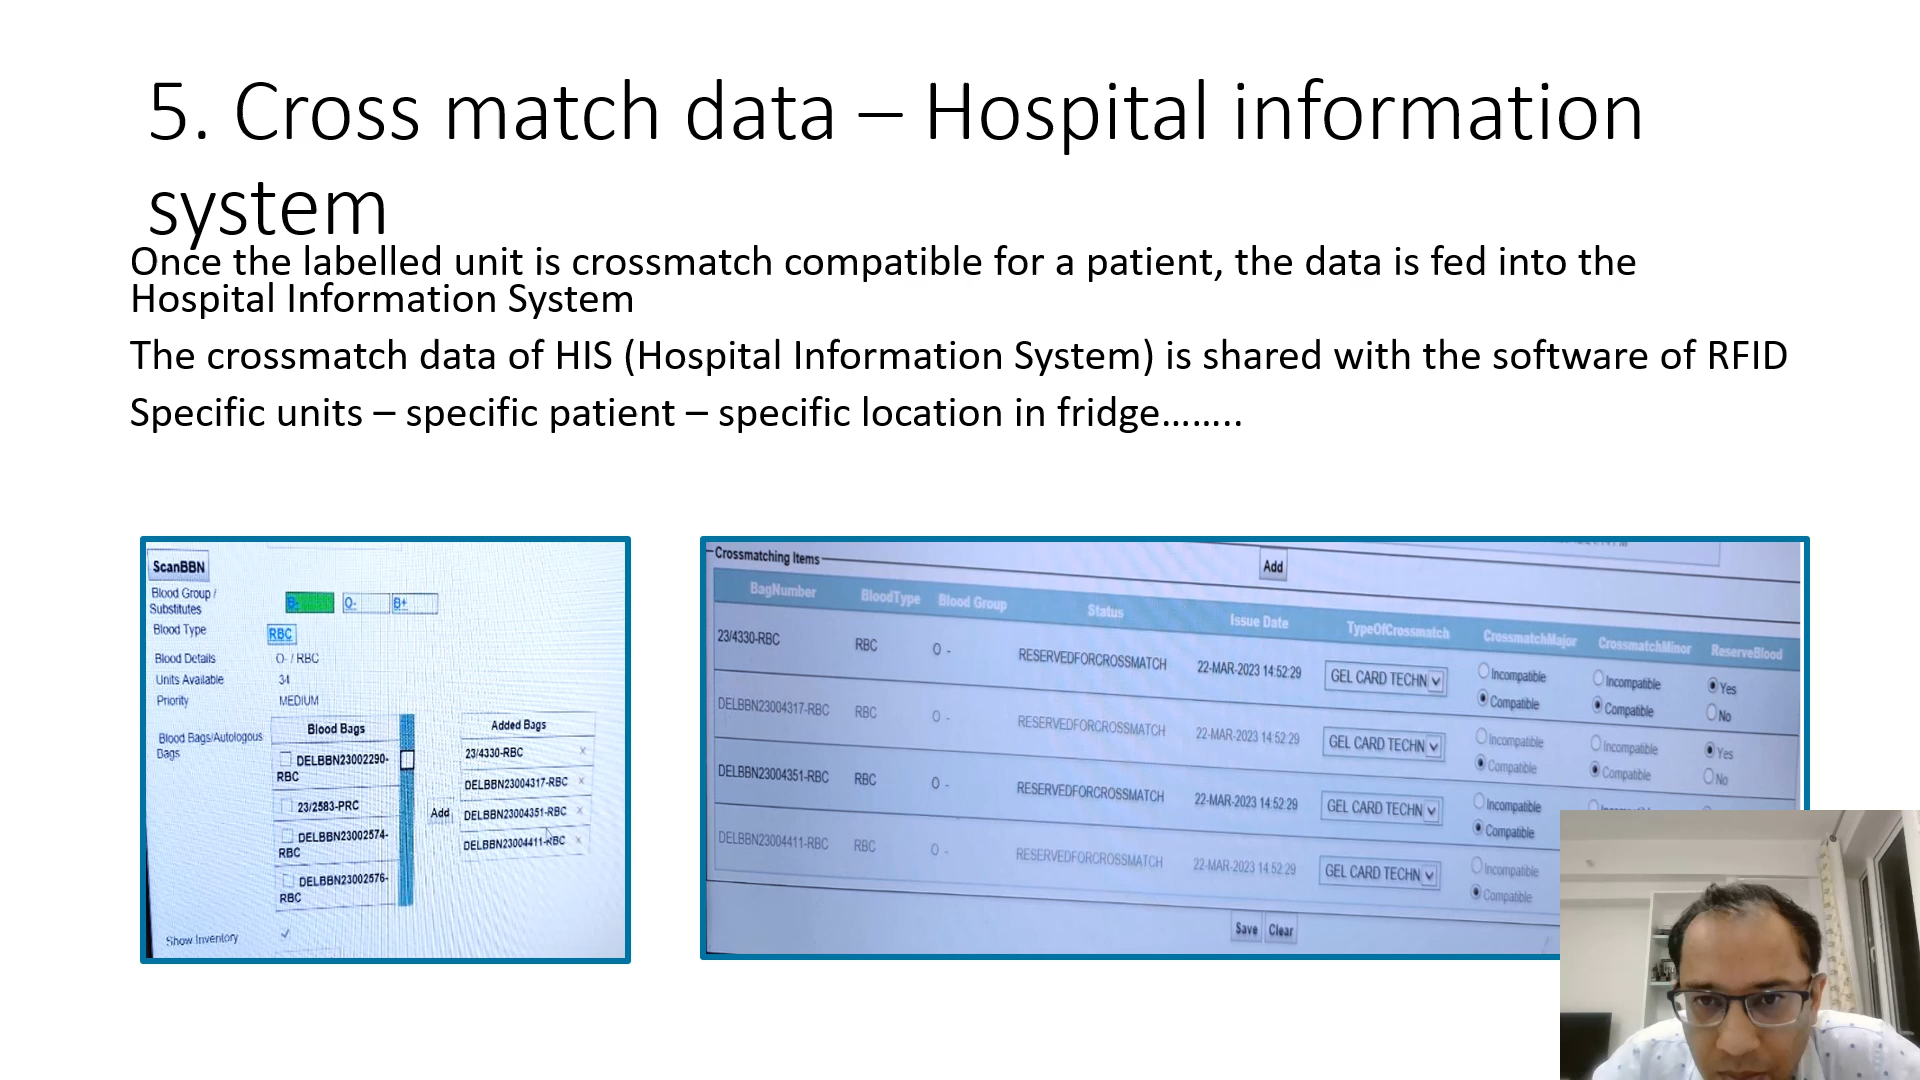 5. Cross match data – Hospital information
system
Once the labelled unit is crossmatch compatible for a patient, the data is fed into the
Hospital Information System
The crossmatch data of HIS (Hospital Information System) is shared with the software of RFID
Specific units – specific patient – specific location in fridge……..
ScanBBN
Blood Group / Substitutes B- O- B+
Blood Type RBC
Blood Details O- / RBC
Units Available 34
Priority MEDIUM
Blood Bags/Autologous Bags
Blood Bags
DELBBN23002290-
RBC
23/2583-PRC
DELBBN23002574-
RBC
DELBBN23002576-
RBC
Add
Added Bags
23/4330-RBC x
DELBBN23004317-RBC x
DELBBN23004351-RBC x
DELBBN23004411-RBC x
Show Inventory
Crossmatching Items
Add
BagNumber BloodType Blood Group Status Issue Date TypeOfCrossmatch CrossmatchMajor CrossmatchMinor ReserveBlood
23/4330-RBC RBC O - RESERVEDFORCROSSMATCH 22-MAR-2023 14:52:29 GEL CARD TECHN Incompatible Incompatible Yes
Compatible Compatible No
DELBBN23004317-RBC RBC O - RESERVEDFORCROSSMATCH 22-MAR-2023 14:52:29 GEL CARD TECHN Incompatible Incompatible Yes
Compatible Compatible No
DELBBN23004351-RBC RBC O - RESERVEDFORCROSSMATCH 22-MAR-2023 14:52:29 GEL CARD TECHN Incompatible
Compatible
DELBBN23004411-RBC RBC O - RESERVEDFORCROSSMATCH 22-MAR-2023 14:52:29 GEL CARD TECHN Incompatible
Compatible
Save Clear